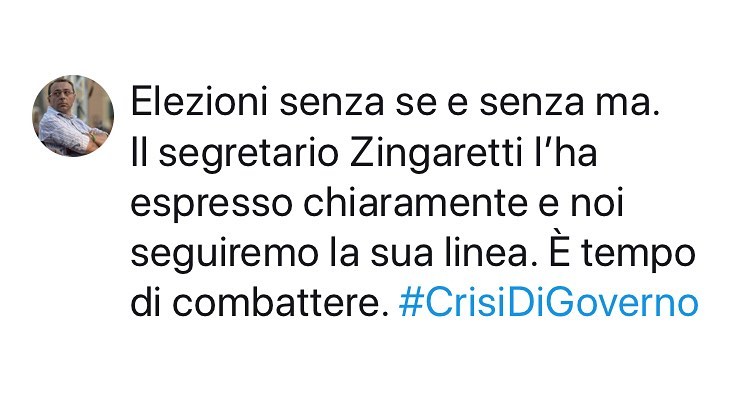 Elezioni senza se e senza ma.
Il segretario Zingaretti l’ha
espresso chiaramente e noi
seguiremo la sua linea. È tempo
di combattere. #CrisiDiGoverno